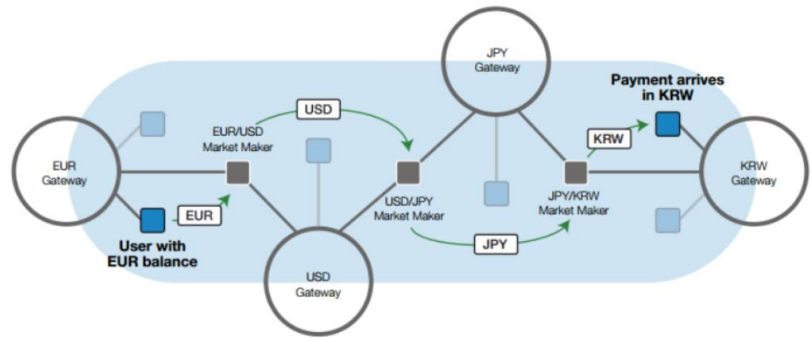 JPY
Gateway
Payment arrives
in KRW
USD
EUR/USD
Market Maker
KRW
EUR
Gateway
KRW
Gateway
USD/JPY
Market Maker
JPY/KRW
Market Maker
EUR
User with
EUR balance
JPY
USD
Gateway